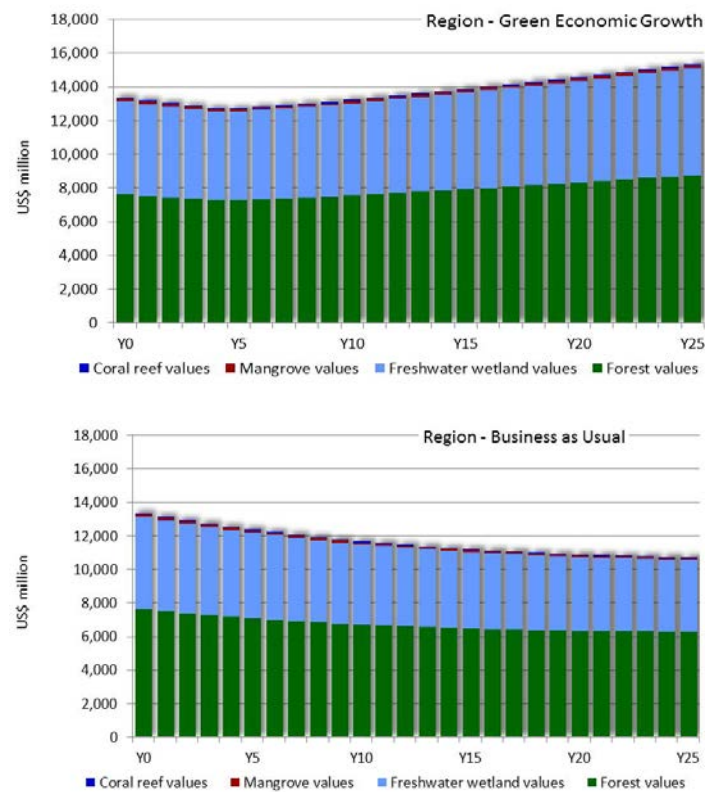 Region - Green Economic Growth
US$ million
18,000
16,000
14,000
12,000
10,000
8,000
6,000
4,000
2,000
0
Y0 Y5 Y10 Y15 Y20 Y25
Coral reef values Mangrove values Freshwater wetland values Forest values
Region - Business as Usual
US$ million
18,000
16,000
14,000
12,000
10,000
8,000
6,000
4,000
2,000
0
Y0 Y5 Y10 Y15 Y20 Y25
Coral reef values Mangrove values Freshwater wetland values Forest values